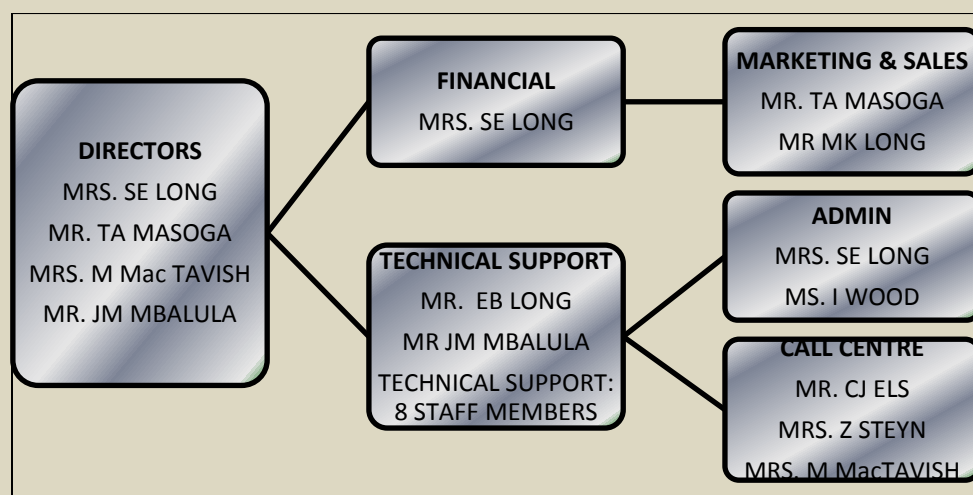 DIRECTORS
MRS. SE LONG
MR. TA MASOGA
MRS. M Mac TAVISH
MR. JM MBALULA
FINANCIAL
MRS. SE LONG
TECHNICAL SUPPORT
MR. EB LONG
MR JM MBALULA
TECHNICAL SUPPORT:
8 STAFF MEMBERS
MARKETING & SALES
MR. TA MASOGA
MR MK LONG
ADMIN
MRS. SE LONG
MS. I WOOD
CALL CENTRE
MR. CJ ELS
MRS. Z STEYN
MRS. M MacTAVISH